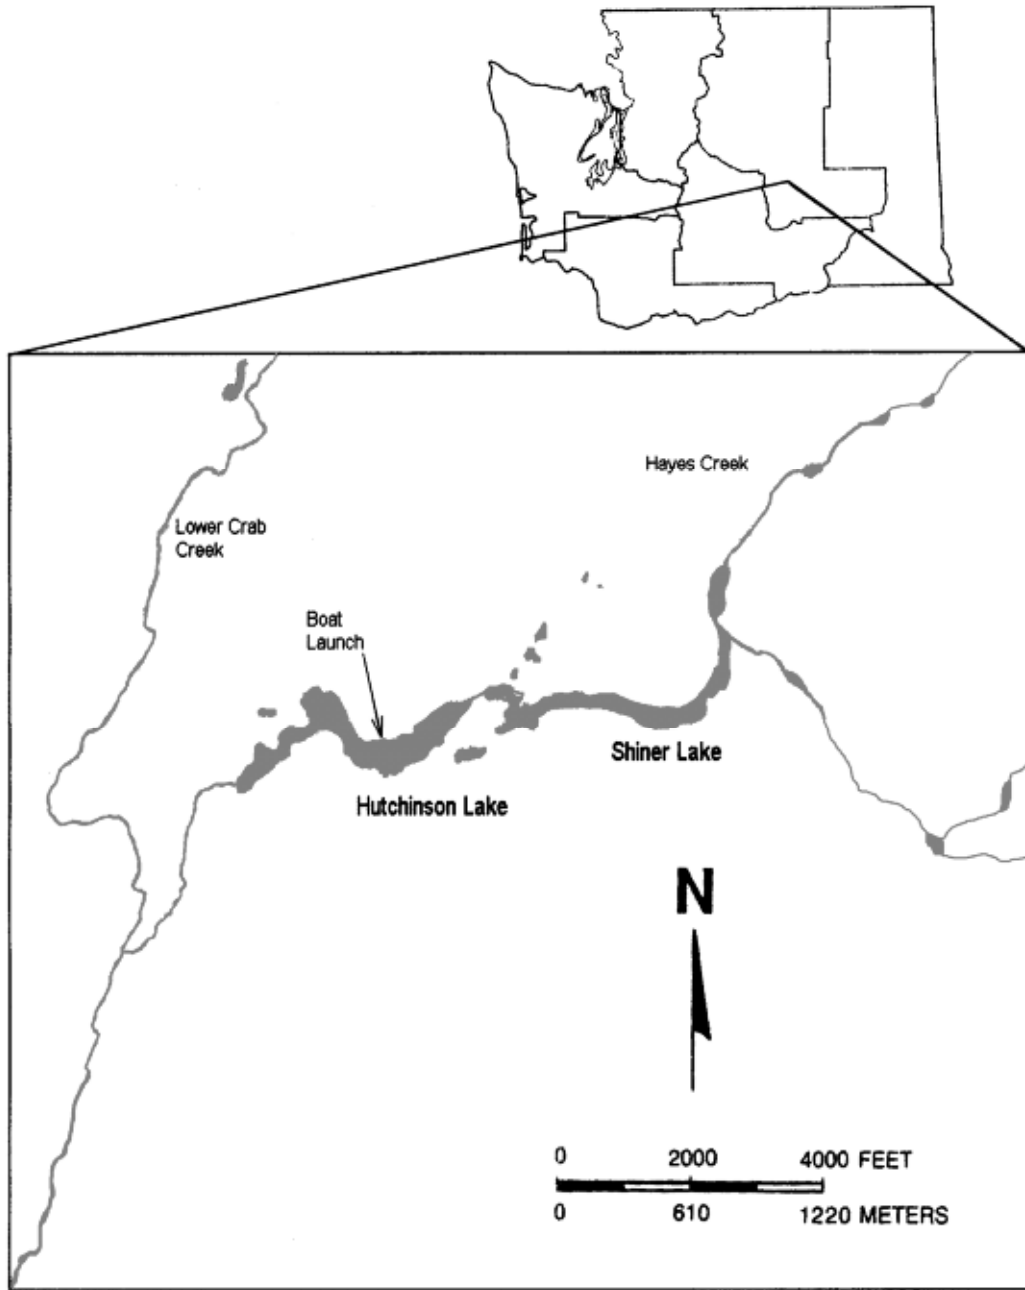 Hayes Creek
Lower Crab
Creek
Boat
Launch
Shiner Lake
Hutchinson Lake
N
0 2000 4000 FEET
0 610 1220 METERS